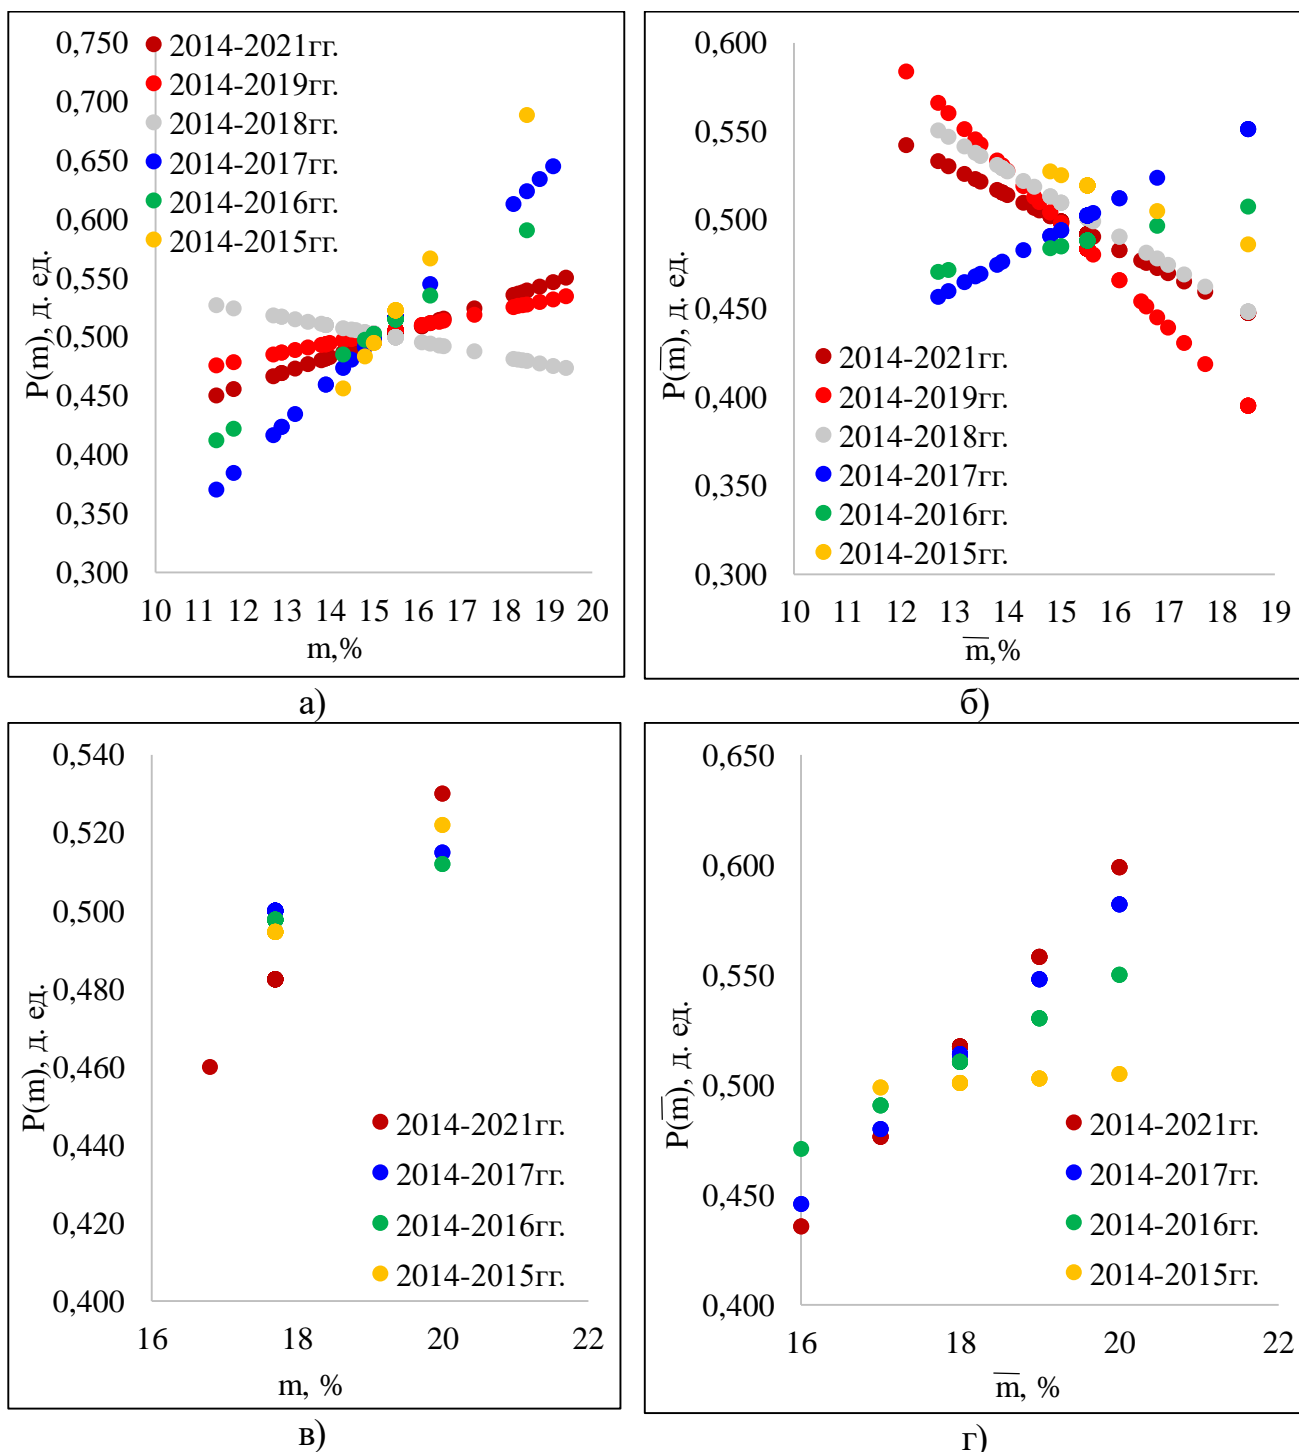 0,750
0,700
0,650
0,600
0,550
0,500
0,450
0,400
0,350
0,300
P(m), д. ед.
2014-2021гг.
2014-2019гг.
2014-2018гг.
2014-2017гг.
2014-2016гг.
2014-2015гг.
10 11 12 13 14 15 16 17 18 19 20
m,%
а)
0,600
0,550
0,500
0,450
0,400
0,350
0,300
P(m̅), д. ед.
2014-2021гг.
2014-2019гг.
2014-2018гг.
2014-2017гг.
2014-2016гг.
2014-2015гг.
10 11 12 13 14 15 16 17 18 19
m̅,%
б)
0,540
0,520
0,500
0,480
0,460
0,440
0,420
0,400
P(m), д. ед.
2014-2021гг.
2014-2017гг.
2014-2016гг.
2014-2015гг.
16 18 20 22
m, %
в)
0,650
0,600
0,550
0,500
0,450
0,400
P(m̅), д. ед.
2014-2021гг.
2014-2017гг.
2014-2016гг.
2014-2015гг.
16 18 20 22
m̅, %
г)